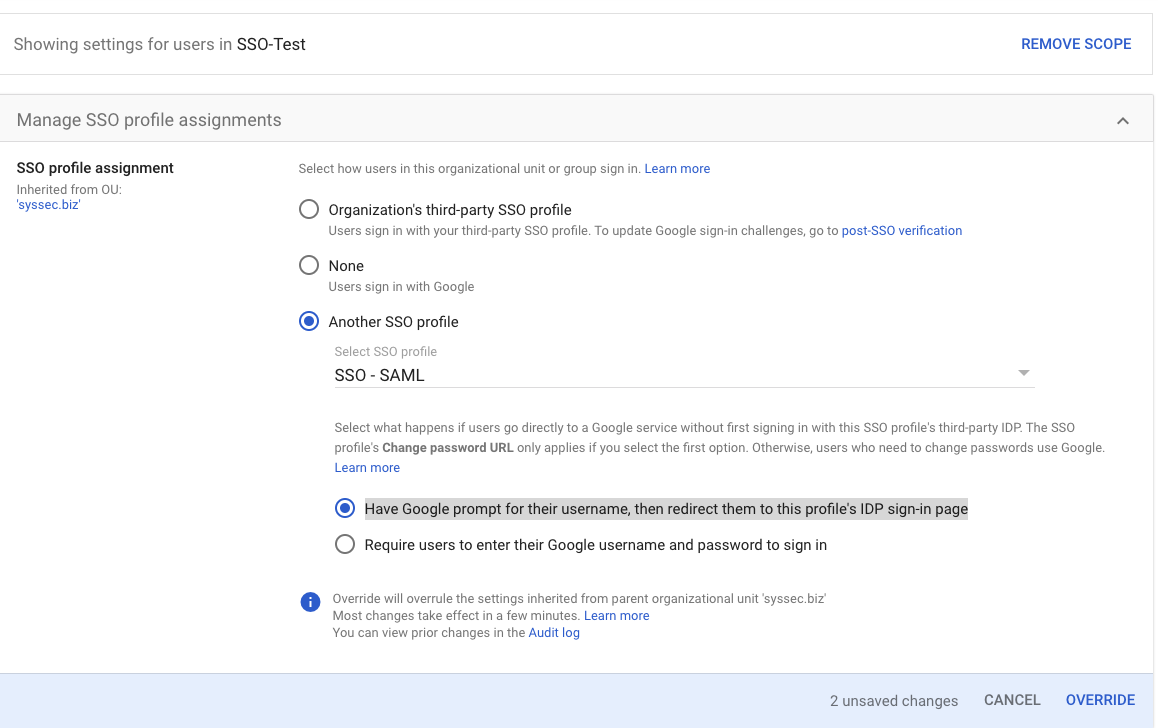 Showing settings for users in SSO-Test
REMOVE SCOPE
Manage SSO profile assignments
SSO profile assignment
Inherited from OU:
'syssec.biz'
Select how users in this organizational unit or group sign in. Learn more
Organization's third-party SSO profile
Users sign in with your third-party SSO profile. To update Google sign-in challenges, go to post-SSO verification
None
Users sign in with Google
Another SSO profile
Select SSO profile
SSO - SAML
Select what happens if users go directly to a Google service without first signing in with this SSO profile's third-party IDP. The SSO
profile's Change password URL only applies if you select the first option. Otherwise, users who need to change passwords use Google.
Learn more
Have Google prompt for their username, then redirect them to this profile's IDP sign-in page
Require users to enter their Google username and password to sign in
Override will overrule the settings inherited from parent organizational unit 'syssec.biz'
Most changes take effect in a few minutes. Learn more
You can view prior changes in the Audit log
2 unsaved changes
CANCEL
OVERRIDE